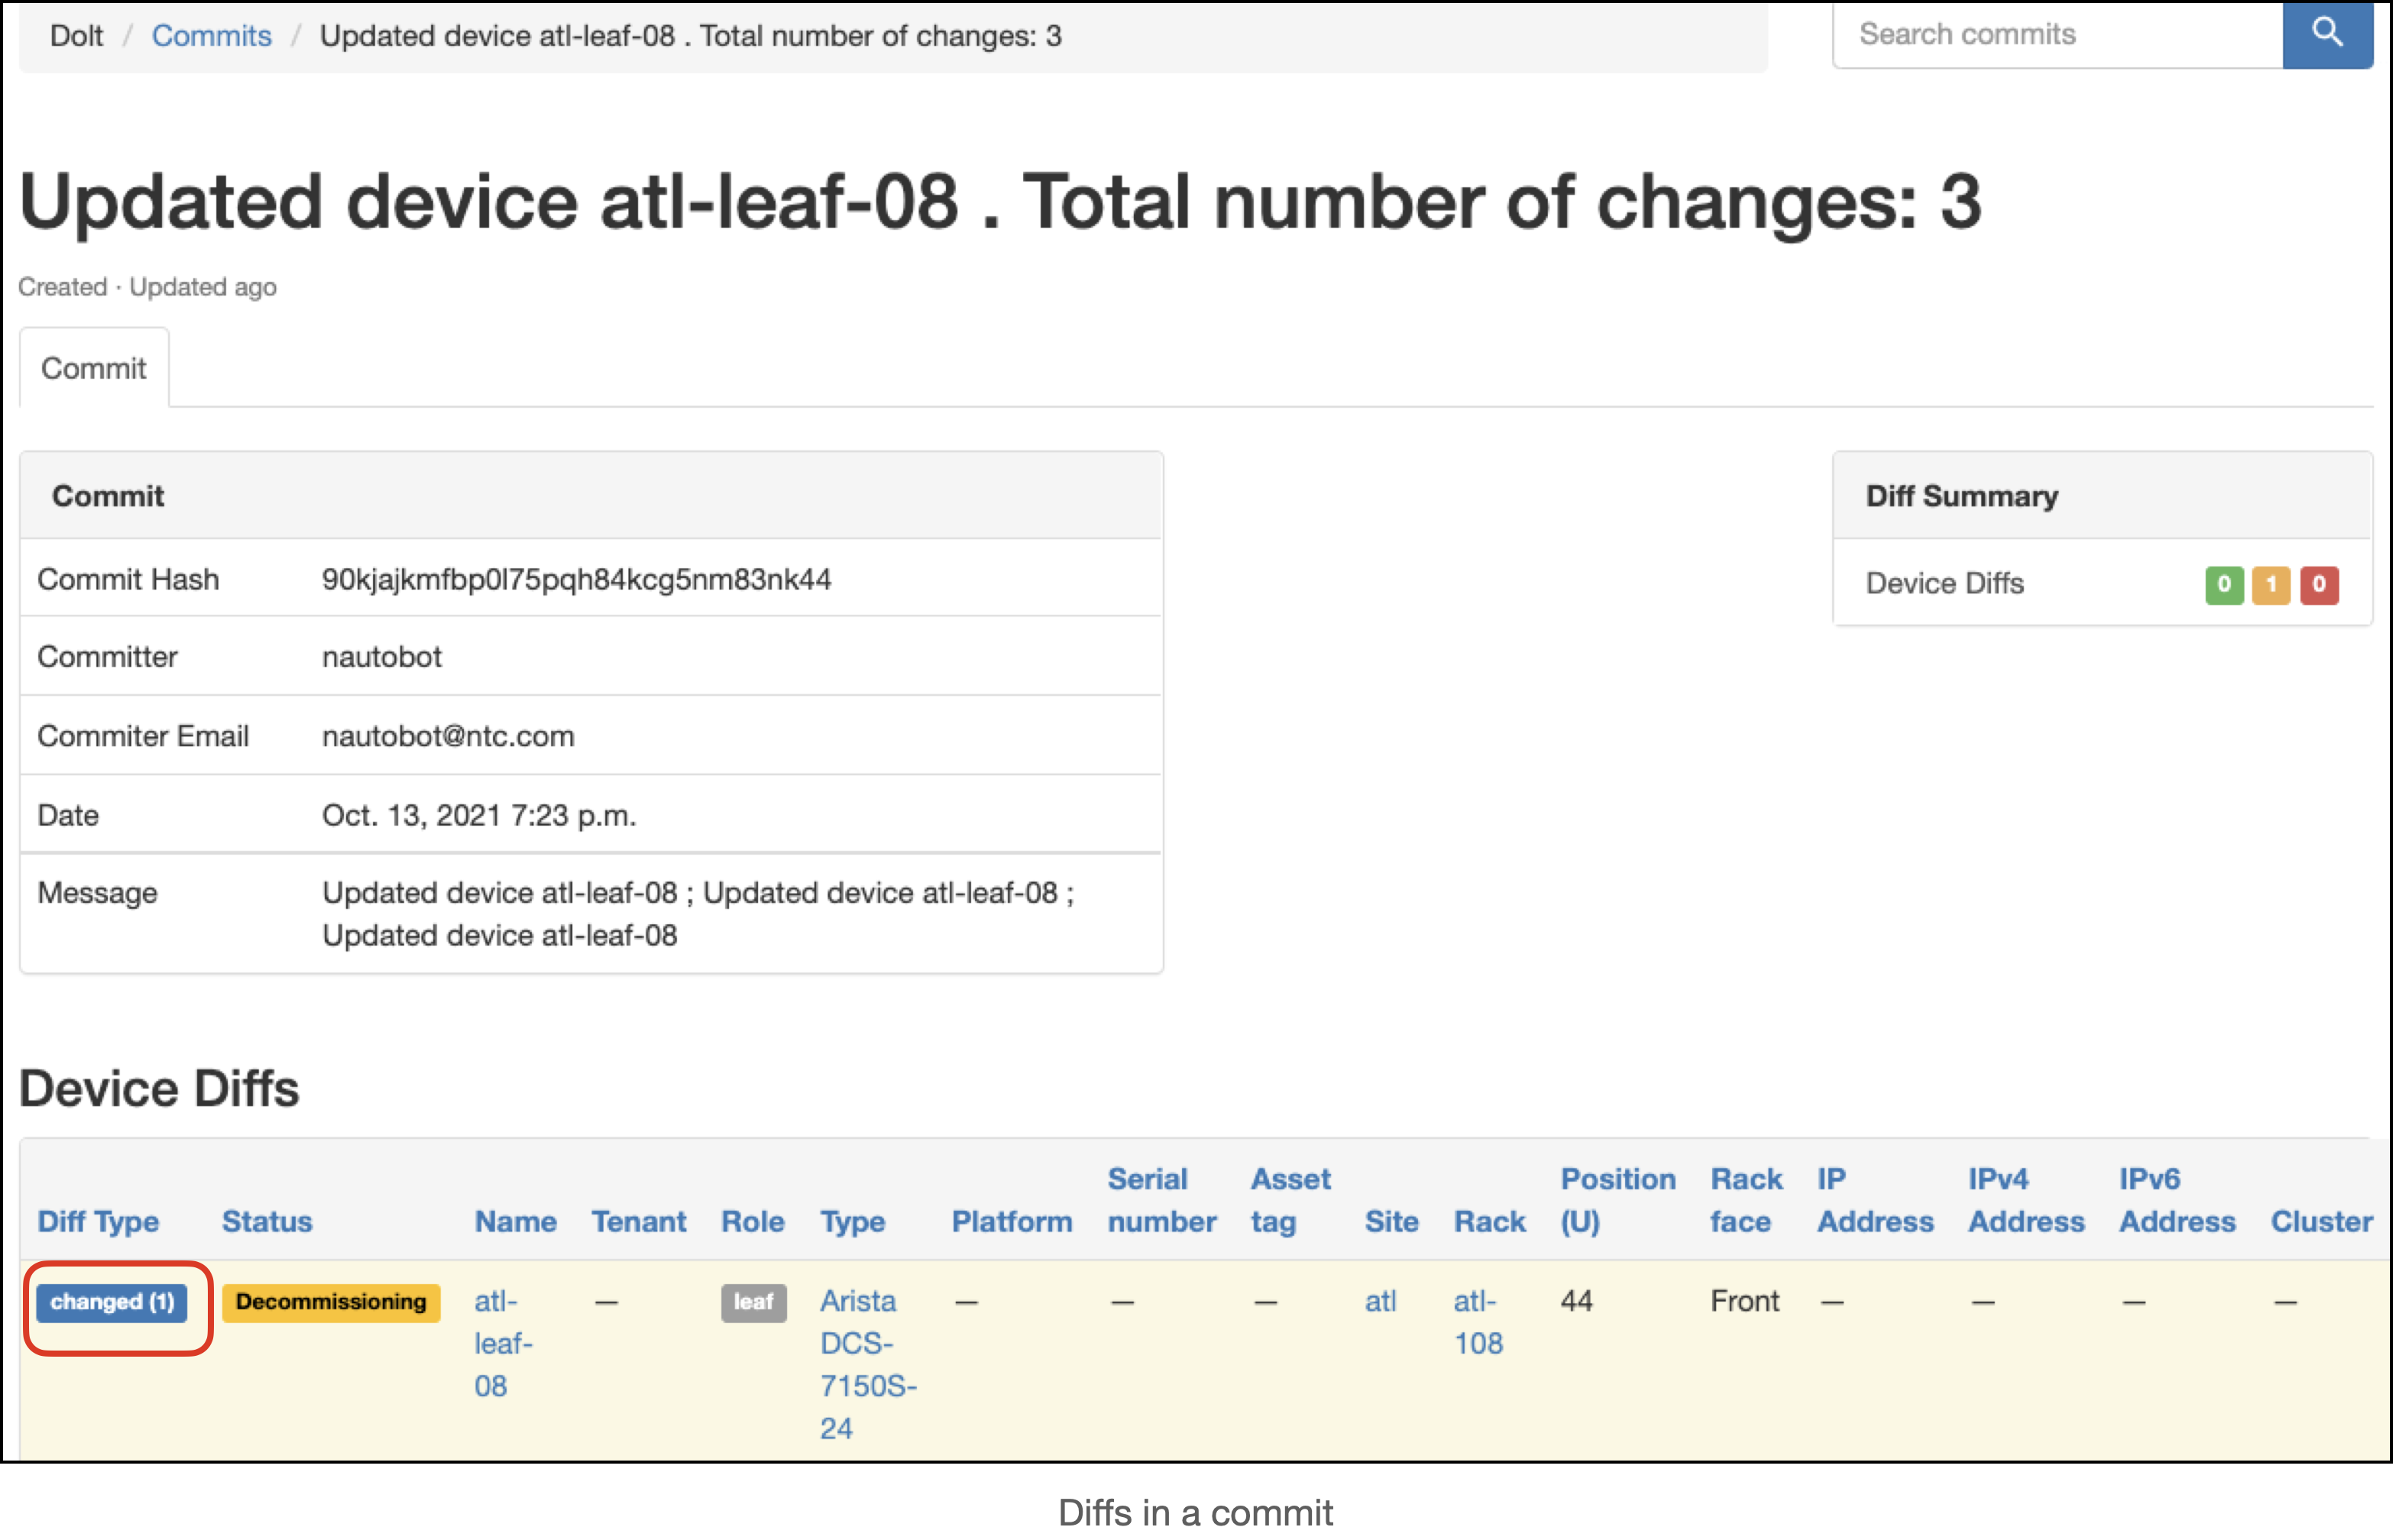 Dolt / Commits / Updated device atl-leaf-08 . Total number of changes: 3
Search commits
Updated device atl-leaf-08 . Total number of changes: 3
Created · Updated ago
Commit
Commit
Commit Hash 90kjajkmfbp0l75pqh84kcg5nm83nk44
Committer nautobot
Commiter Email nautobot@ntc.com
Date Oct. 13, 2021 7:23 p.m.
Message Updated device atl-leaf-08 ; Updated device atl-leaf-08 ;
Updated device atl-leaf-08
Diff Summary
Device Diffs 0 1 0
Device Diffs
Diff Type Status Name Tenant Role Type Platform Serial number Asset tag Site Rack Position (U) Rack face IP Address IPv4 Address IPv6 Address Cluster
changed (1) Decommissioning atl- — leaf Arista — — — atl atl- 44 Front — — — —
leaf- DCS- 108
08 7150S-
24
Diffs in a commit